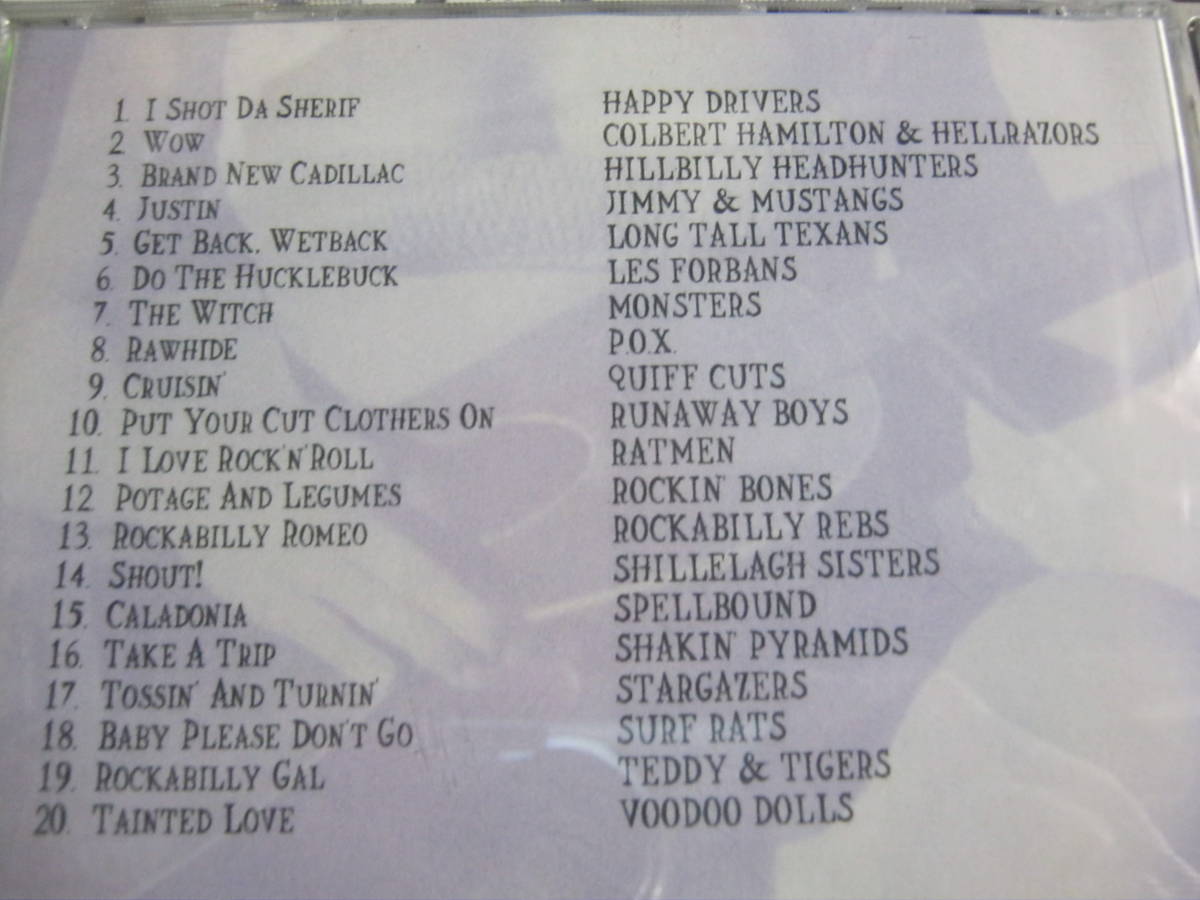 1. I Shot Da Sherif HAPPY DRIVERS
2. Wow COLBERT HAMILTON & HELLRAZORS
3. Brand New Cadillac HILLBILLY HEADHUNTERS
4. Justin JIMMY & MUSTANGS
5. Get Back, Wetback LONG TALL TEXANS
6. Do The Hucklebuck LES FORBANS
7. The Witch MONSTERS
8. Rawhide P.O.X.
9. Cruisin' QUIFF CUTS
10. Put Your Cut Clothers On RUNAWAY BOYS
11. I Love Rock'n'Roll RATMEN
12. Potage And Legumes ROCKIN' BONES
13. Rockabilly Romeo ROCKABILLY REBS
14. Shout! SHILLELAGH SISTERS
15. Caladonia SPELLBOUND
16. Take A Trip SHAKIN' PYRAMIDS
17. Tossin' And Turnin' STARGAZERS
18. Baby Please Don't Go SURF RATS
19. Rockabilly Gal TEDDY & TIGERS
20. Tainted Love VOODOO DOLLS